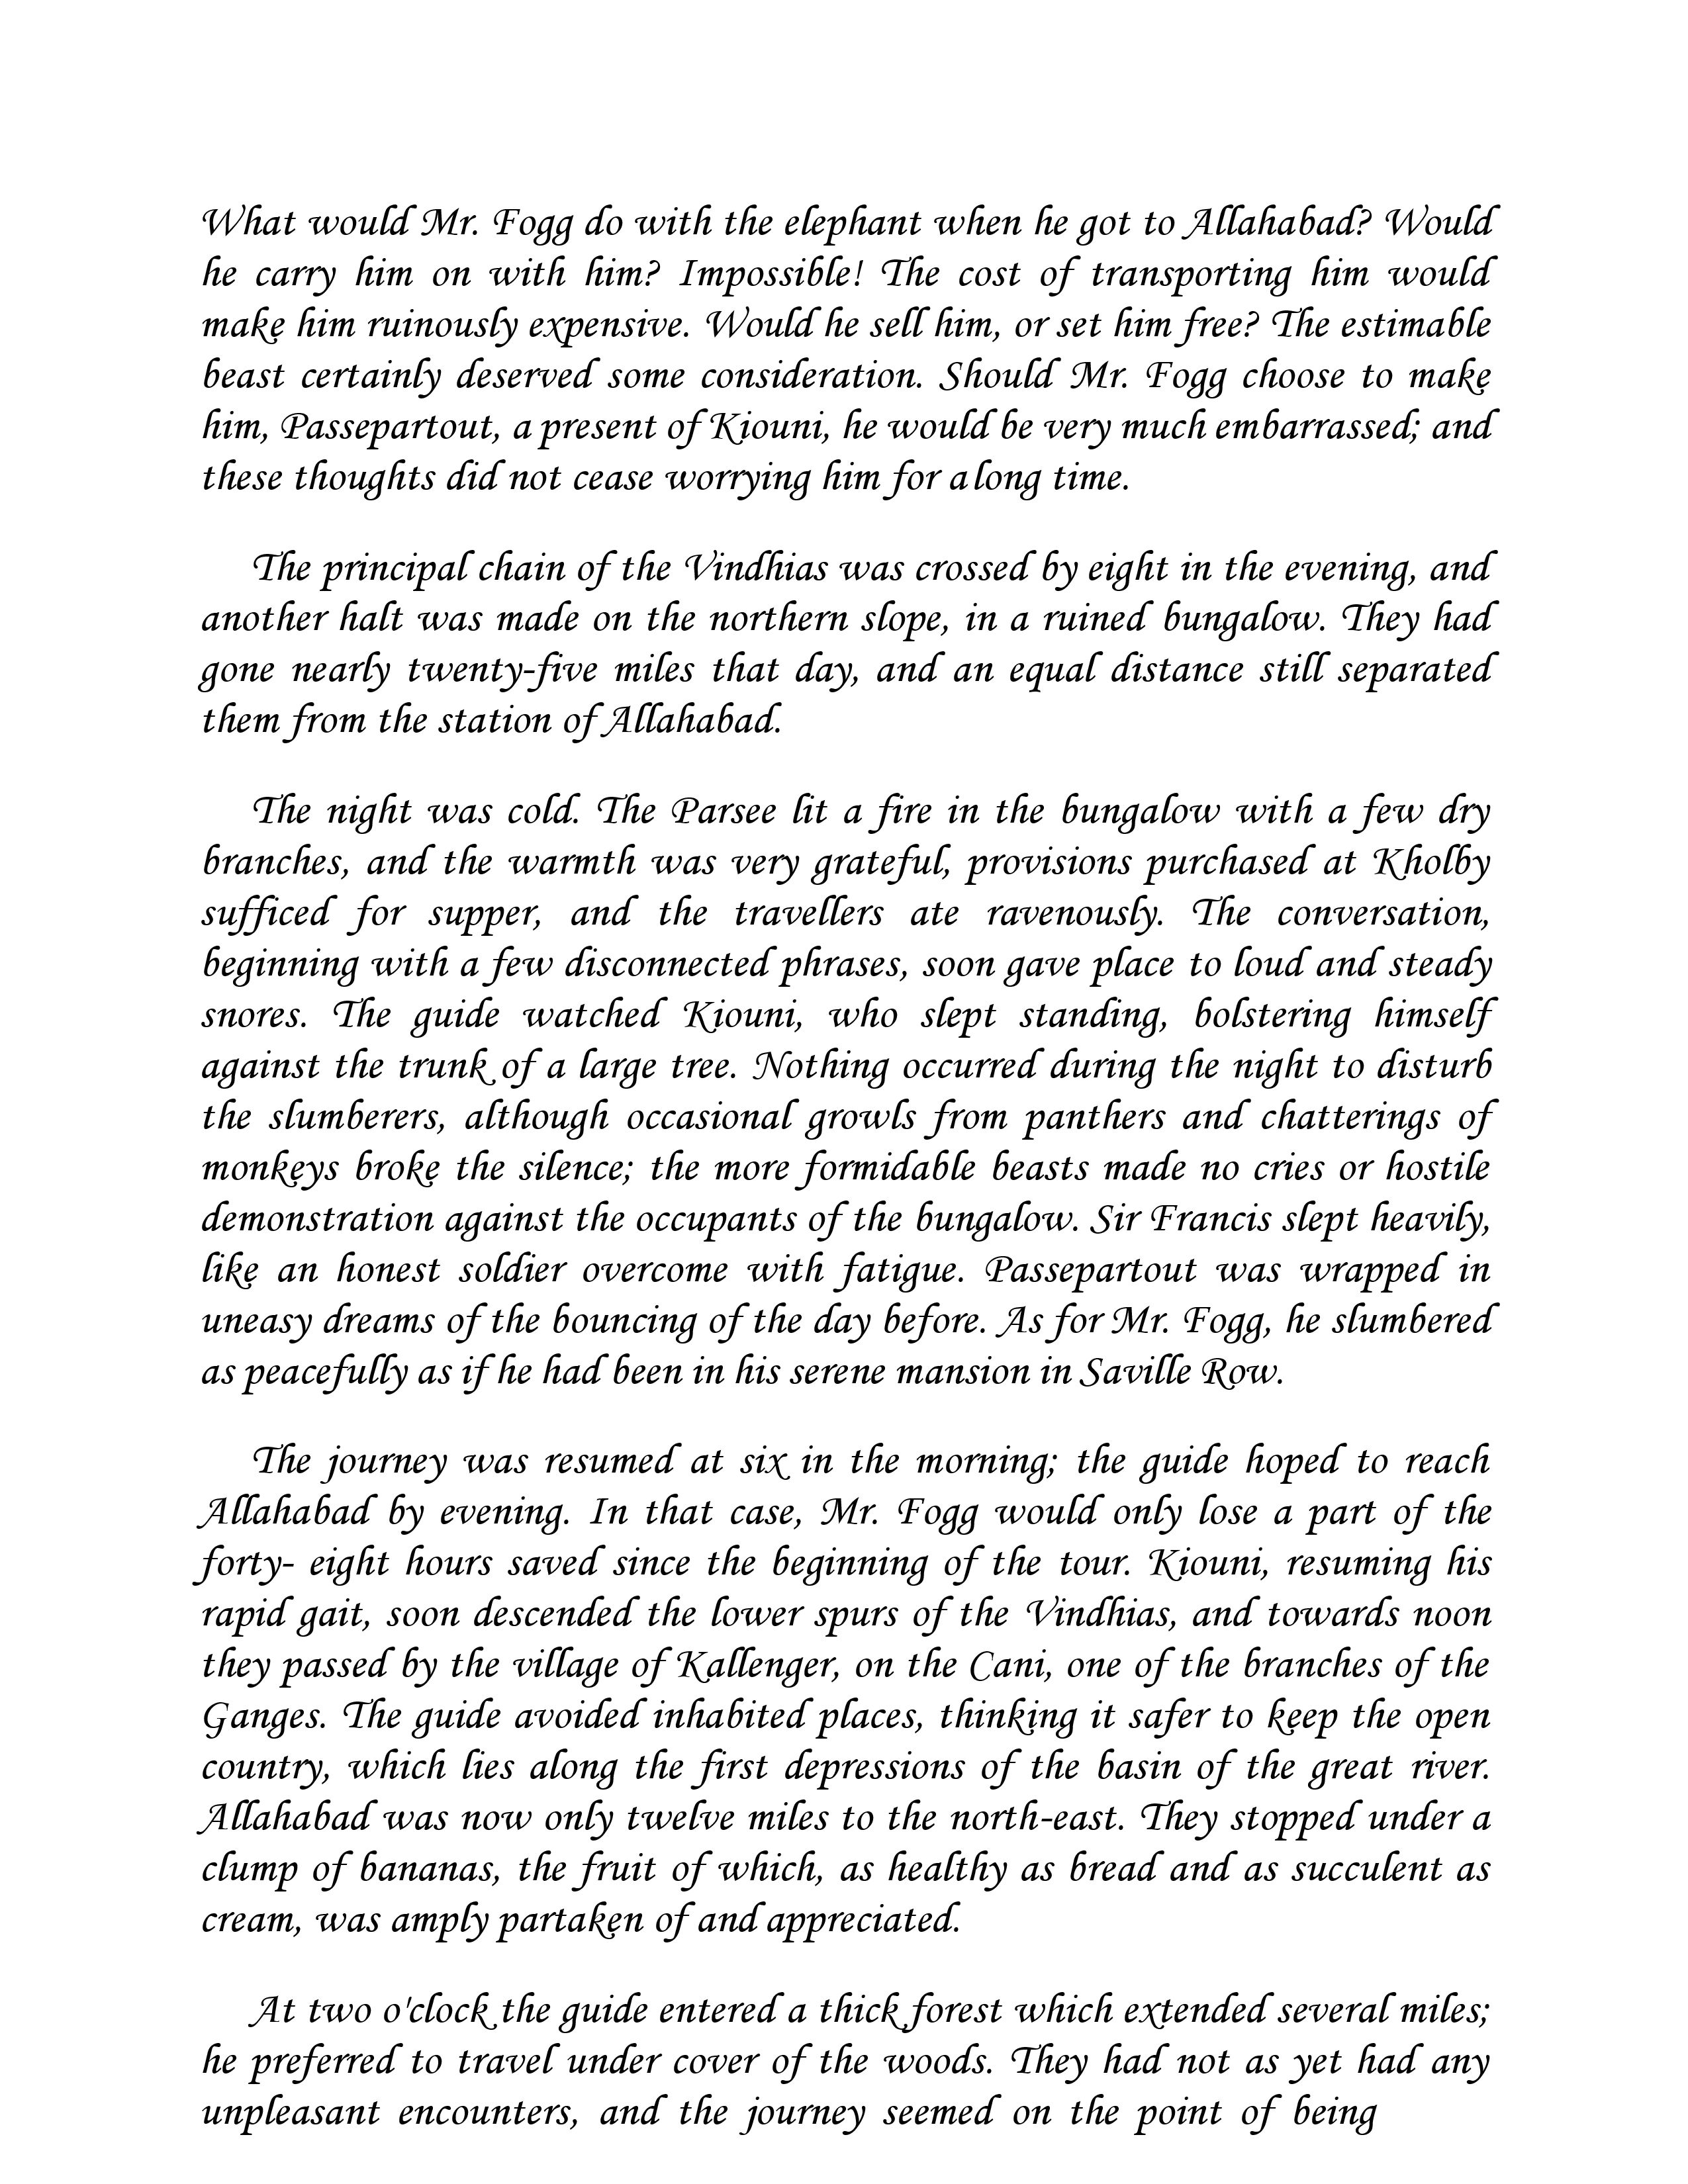 What would Mr. Fogg do with the elephant when he got to Allahabad? Would
he carry him on with him? Impossible! The cost of transporting him would
make him ruinously expensive. Would he sell him, or set him free? The estimable
beast certainly deserved some consideration. Should Mr. Fogg choose to make
him, Passepartout, a present of Kiouni, he would be very much embarrassed; and
these thoughts did not cease worrying him for a long time.
The principal chain of the Vindhias was crossed by eight in the evening, and
another halt was made on the northern slope, in a ruined bungalow. They had
gone nearly twenty-five miles that day, and an equal distance still separated
them from the station of Allahabad.
The night was cold. The Parsee lit a fire in the bungalow with a few dry
branches, and the warmth was very grateful, provisions purchased at Kholby
sufficed for supper, and the travellers ate ravenously. The conversation,
beginning with a few disconnected phrases, soon gave place to loud and steady
snores. The guide watched Kiouni, who slept standing, bolstering himself
against the trunk of a large tree. Nothing occurred during the night to disturb
the slumberers, although occasional growls from panthers and chatterings of
monkeys broke the silence; the more formidable beasts made no cries or hostile
demonstration against the occupants of the bungalow. Sir Francis slept heavily,
like an honest soldier overcome with fatigue. Passepartout was wrapped in
uneasy dreams of the bouncing of the day before. As for Mr. Fogg, he slumbered
as peacefully as if he had been in his serene mansion in Saville Row.
The journey was resumed at six in the morning; the guide hoped to reach
Allahabad by evening. In that case, Mr. Fogg would only lose a part of the
forty- eight hours saved since the beginning of the tour. Kiouni, resuming his
rapid gait, soon descended the lower spurs of the Vindhias, and towards noon
they passed by the village of Kallenger, on the Cani, one of the branches of the
Ganges. The guide avoided inhabited places, thinking it safer to keep the open
country, which lies along the first depressions of the basin of the great river.
Allahabad was now only twelve miles to the north-east. They stopped under a
clump of bananas, the fruit of which, as healthy as bread and as succulent as
cream, was amply partaken of and appreciated.
At two o'clock the guide entered a thick forest which extended several miles;
he preferred to travel under cover of the woods. They had not as yet had any
unpleasant encounters, and the journey seemed on the point of being